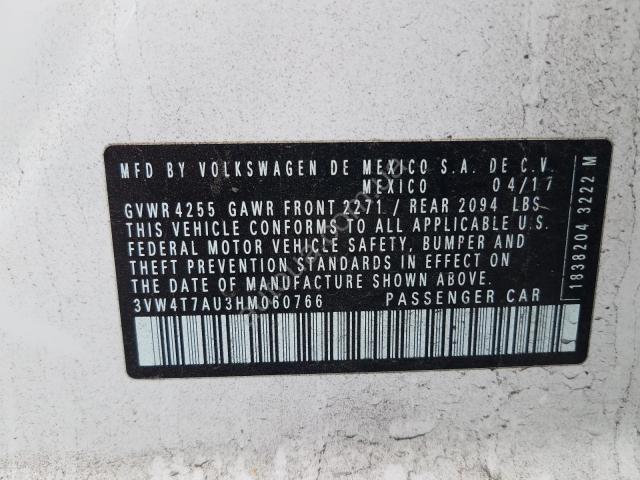 MFD BY VOLKSWAGEN DE MEXICO S.A. DE C.V.
MEXICO 04/17
GVWR 4255 GAWR FRONT 2271 / REAR 2094 LBS
THIS VEHICLE CONFORMS TO ALL APPLICABLE U.S.
FEDERAL MOTOR VEHICLE SAFETY, BUMPER AND
THEFT PREVENTION STANDARDS IN EFFECT ON
THE DATE OF MANUFACTURE SHOWN ABOVE.
3VW4T7AU3HM060766 PASSENGER CAR
1838204 3222 M